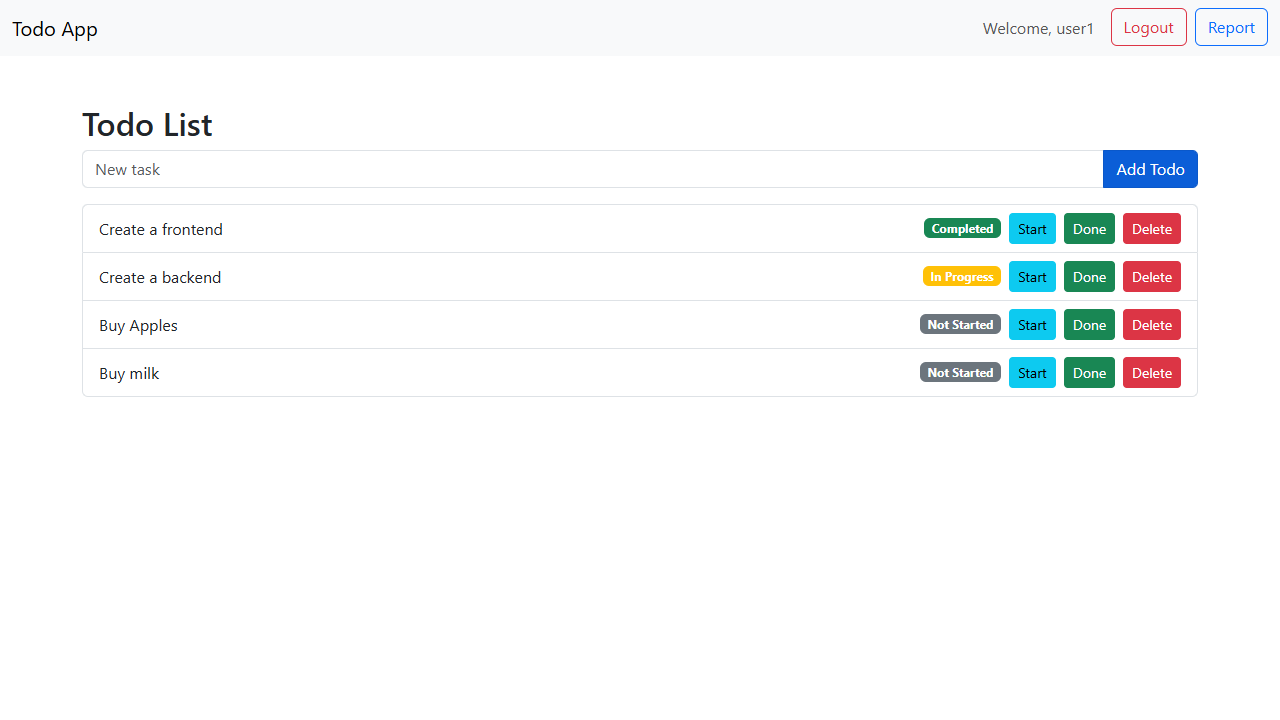 Todo App Welcome, user1 Logout Report
Todo List
New task Add Todo
Create a frontend Completed Start Done Delete
Create a backend In Progress Start Done Delete
Buy Apples Not Started Start Done Delete
Buy milk Not Started Start Done Delete